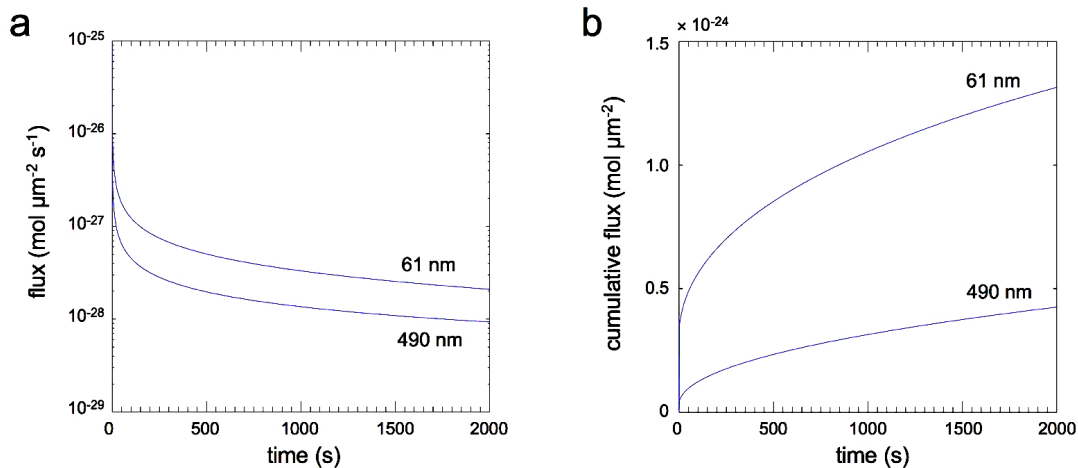 a
10⁻²⁵
10⁻²⁶
10⁻²⁷
10⁻²⁸
10⁻²⁹
flux (mol μm⁻² s⁻¹)
61 nm
490 nm
0 500 1000 1500 2000
time (s)
b
× 10⁻²⁴
1.5
1.0
0.5
0
cumulative flux (mol μm⁻²)
61 nm
490 nm
0 500 1000 1500 2000
time (s)